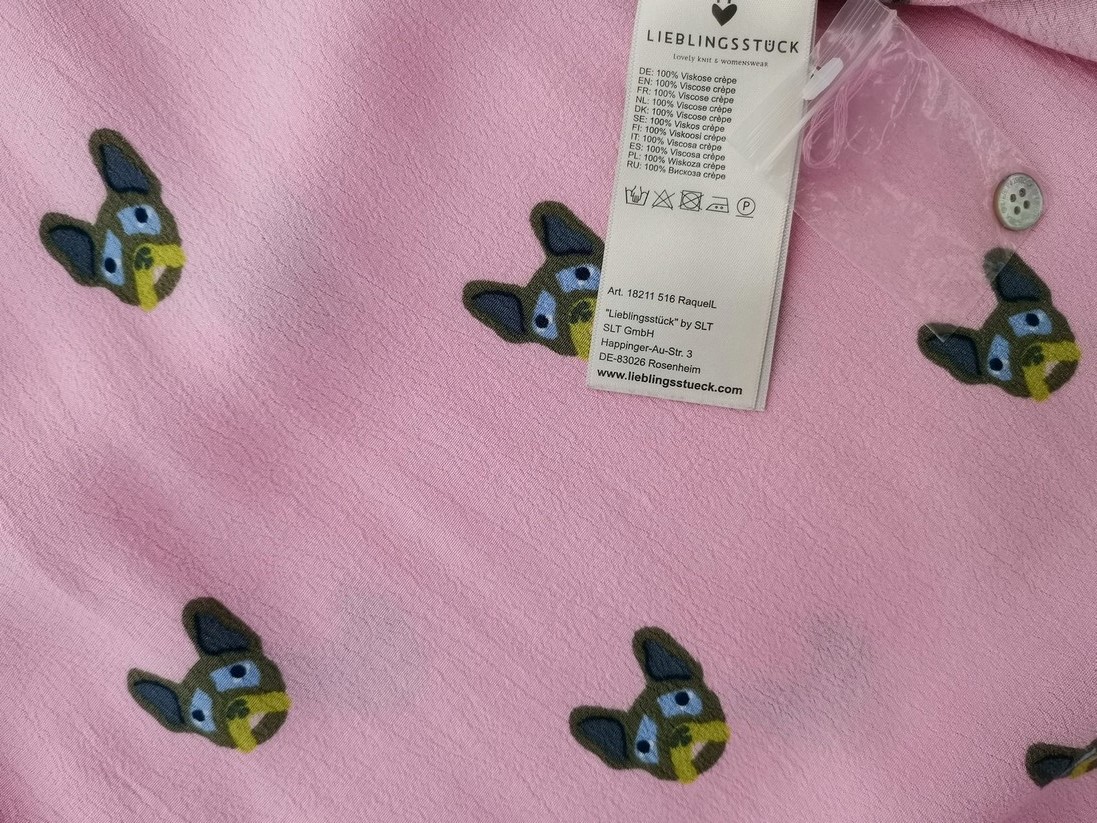 LIEBLINGSSTÜCK
Lovely knit & womenswear
DE: 100% Viskose crêpe
EN: 100% Viscose crêpe
FR: 100% Viscose crêpe
NL: 100% Viscose crêpe
DK: 100% Viscose crêpe
SE: 100% Viskos crêpe
FI: 100% Viskoosi crêpe
IT: 100% Viscosa crêpe
ES: 100% Viscosa crêpe
PL: 100% Wiskoza crêpe
RU: 100% Вискоза crêpe
P
Art. 18211 516 RaquelL
"Lieblingsstück" by SLT
SLT GmbH
Happinger-Au-Str. 3
DE-83026 Rosenheim
www.lieblingsstueck.com